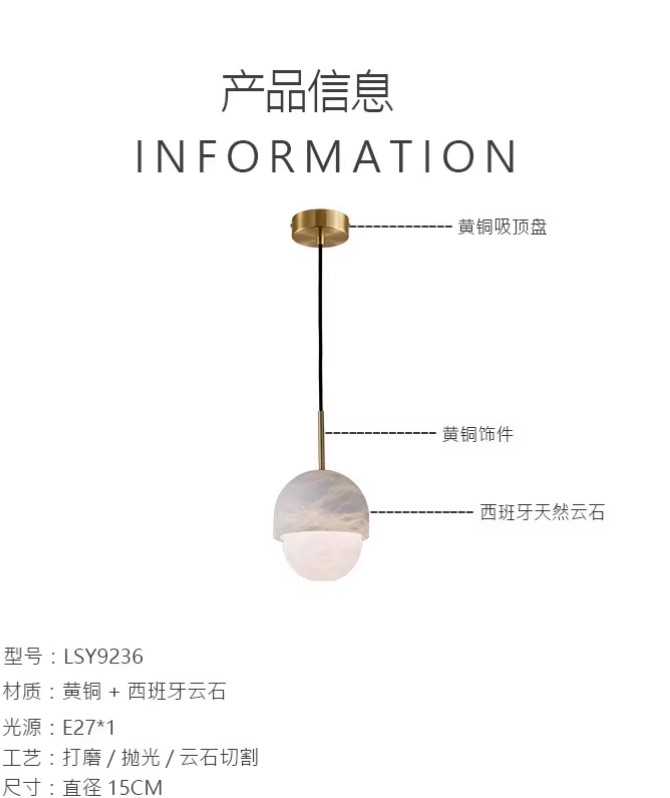 产品信息
INFORMATION
黄铜吸顶盘
黄铜饰件
西班牙天然云石
型号：LSY9236
材质：黄铜 + 西班牙云石
光源：E27*1
工艺：打磨 / 抛光 / 云石切割
尺寸：直径 15CM